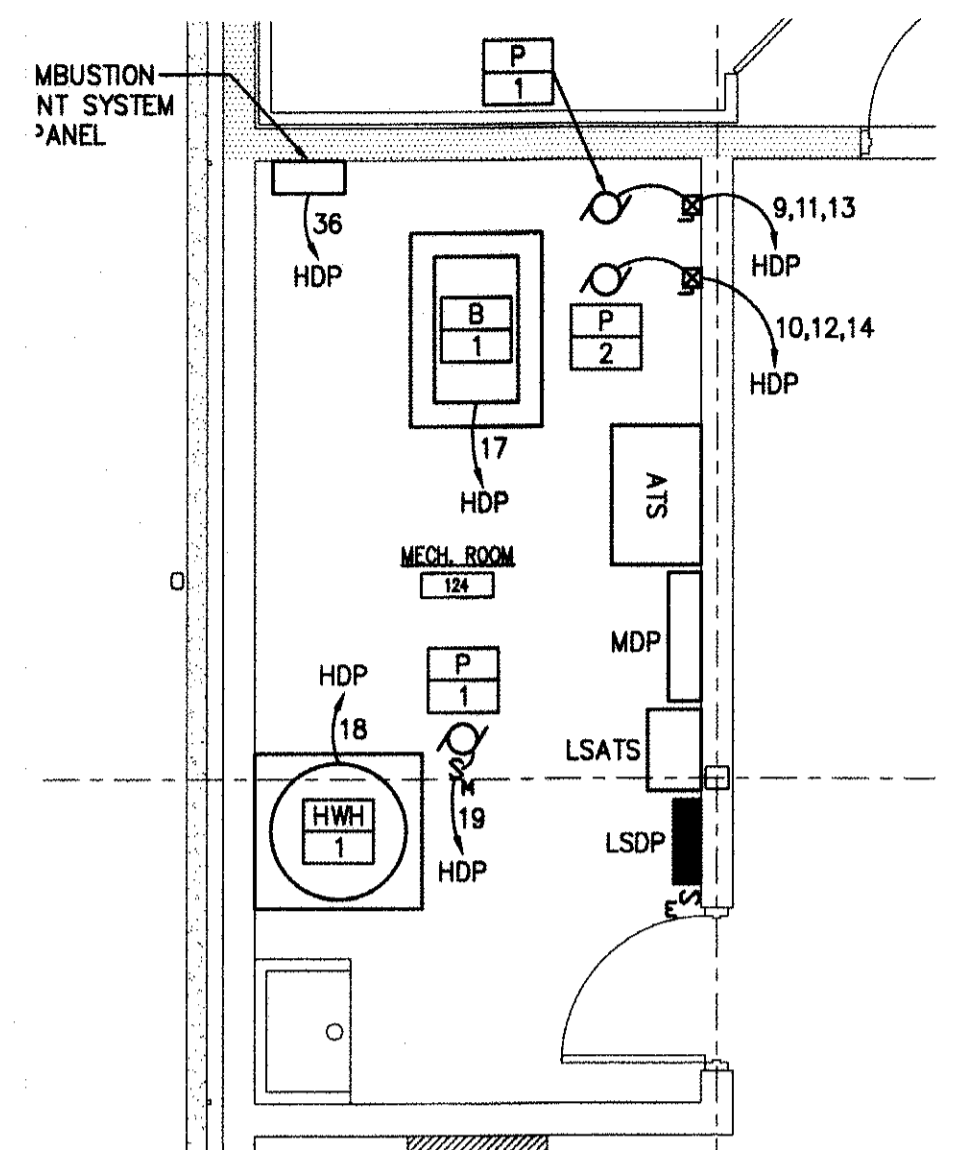 P
1
MBUSTION
NT SYSTEM
PANEL
36
HDP
9,11,13
HDP
B
1
P
2
10,12,14
HDP
17
HDP
ATS
MECH. ROOM
124
MDP
P
1
HDP
18
LSATS
S
M
HWH
1
19
HDP
LSDP
S
E